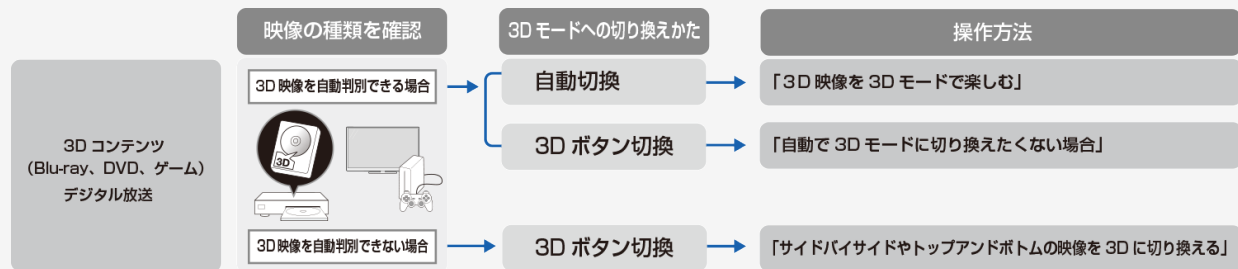 映像の種類を確認
3D モードへの切り換えかた
操作方法
3D コンテンツ
(Blu-ray、DVD、ゲーム)
デジタル放送
3D 映像を自動判別できる場合
3D
3D 映像を自動判別できない場合
自動切換
3D ボタン切換
3D ボタン切換
「3D 映像を 3D モードで楽しむ」
「自動で 3D モードに切り換えたくない場合」
「サイドバイサイドやトップアンドボトムの映像を 3D に切り換える」